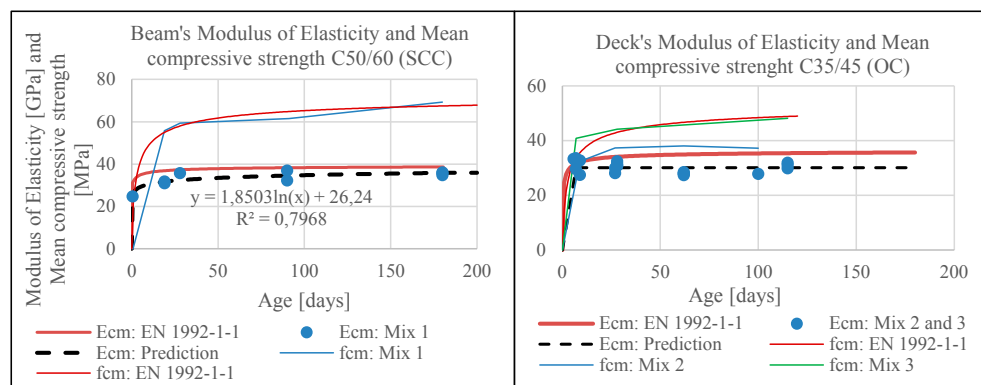 Beam's Modulus of Elasticity and Mean
compressive strength C50/60 (SCC)
Modulus of Elasticity [GPa] and
Mean compressive strength
[MPa]
80
60
40
20
0
y = 1,8503ln(x) + 26,24
R² = 0,7968
0 50 100 150 200
Age [days]
Ecm: EN 1992-1-1 Ecm: Mix 1
Ecm: Prediction fcm: Mix 1
fcm: EN 1992-1-1
Deck's Modulus of Elasticity and Mean
compressive strenght C35/45 (OC)
60
40
20
0
0 50 100 150 200
Age [days]
Ecm: EN 1992-1-1 Ecm: Mix 2 and 3
Ecm: Prediction fcm: EN 1992-1-1
fcm: Mix 2 fcm: Mix 3